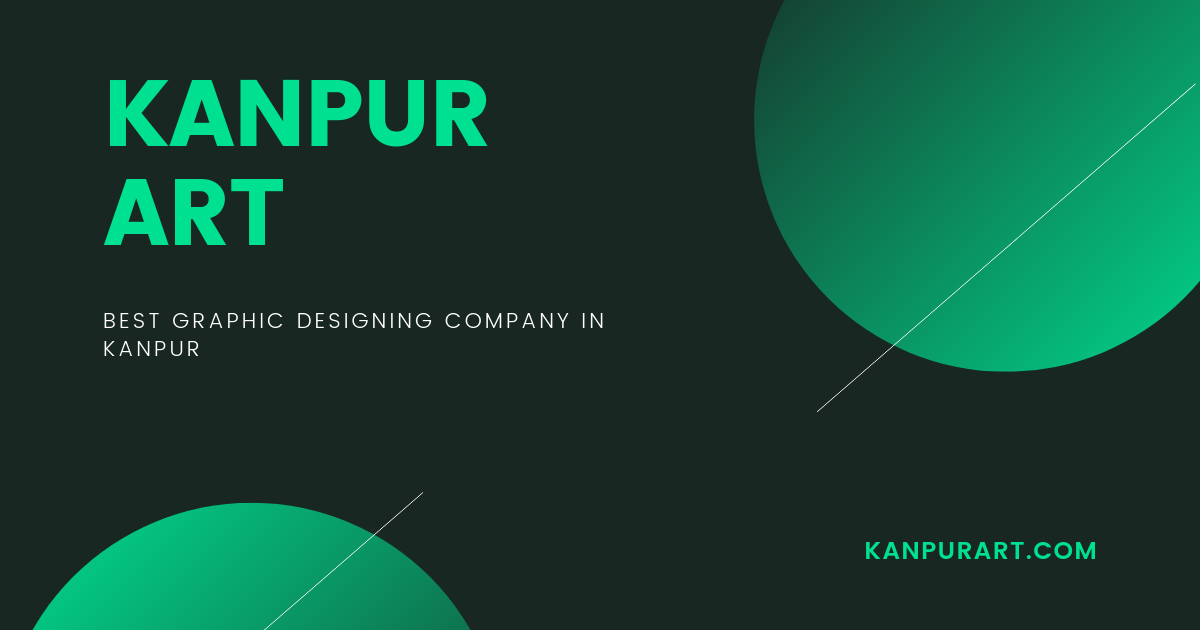 KANPUR
ART
BEST GRAPHIC DESIGNING COMPANY IN
KANPUR
KANPURART.COM